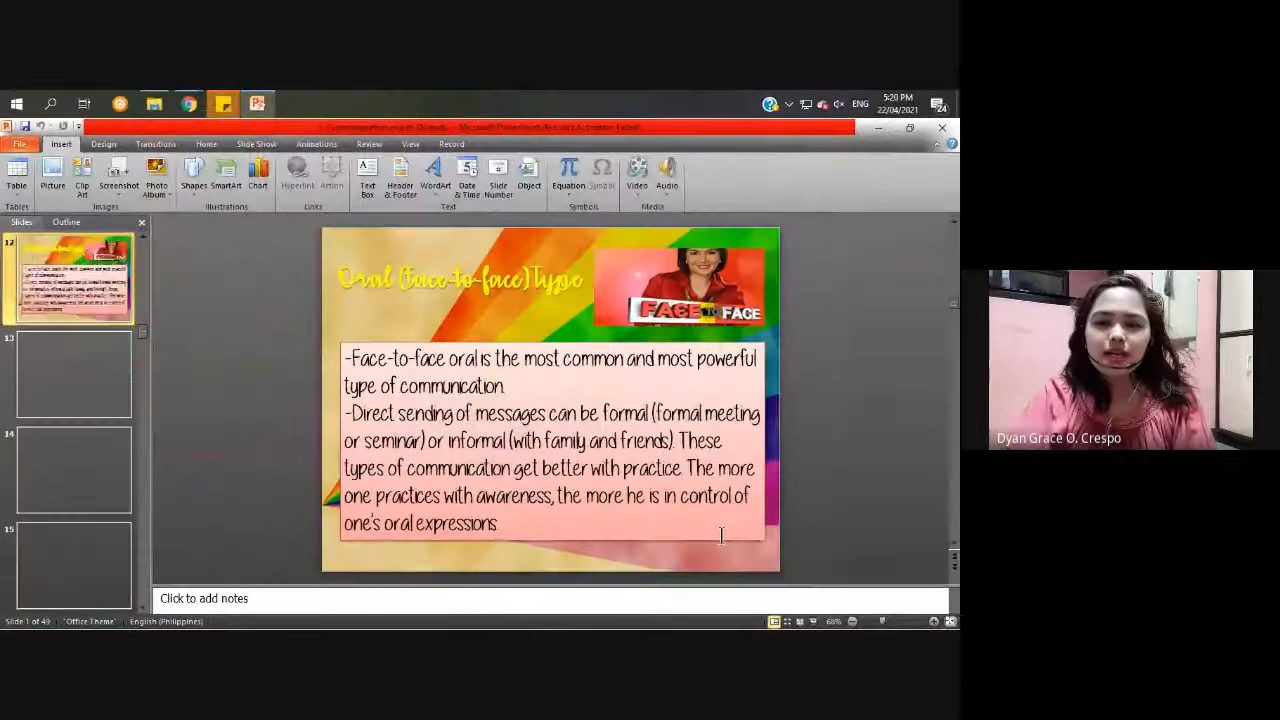 5:20 PM
ENG
22/04/2021
24
File
Insert
Design
Transitions
Home
Slide Show
Animations
Review
View
Record
Table
Picture
Clip
Art
Screenshot
Photo
Album
Shapes
SmartArt
Chart
Hyperlink
Action
Text
Box
Header
& Footer
WordArt
Date
& Time
Slide
Number
Object
Equation
Symbol
Video
Audio
Tables
Images
Illustrations
Links
Text
Symbols
Media
Slides
Outline
12
13
14
15
Oral (face-to-face) Type
FACE TO FACE
-Face-to-face oral is the most common and most powerful
type of communication.
-Direct sending of messages can be formal (formal meeting
or seminar) or informal (with family and friends). These
types of communication get better with practice. The more
one practices with awareness, the more he is in control of
one's oral expressions.
Dyan Grace O. Crespo
Click to add notes
Slide 1 of 49
"Office Theme"
English (Philippines)
68%